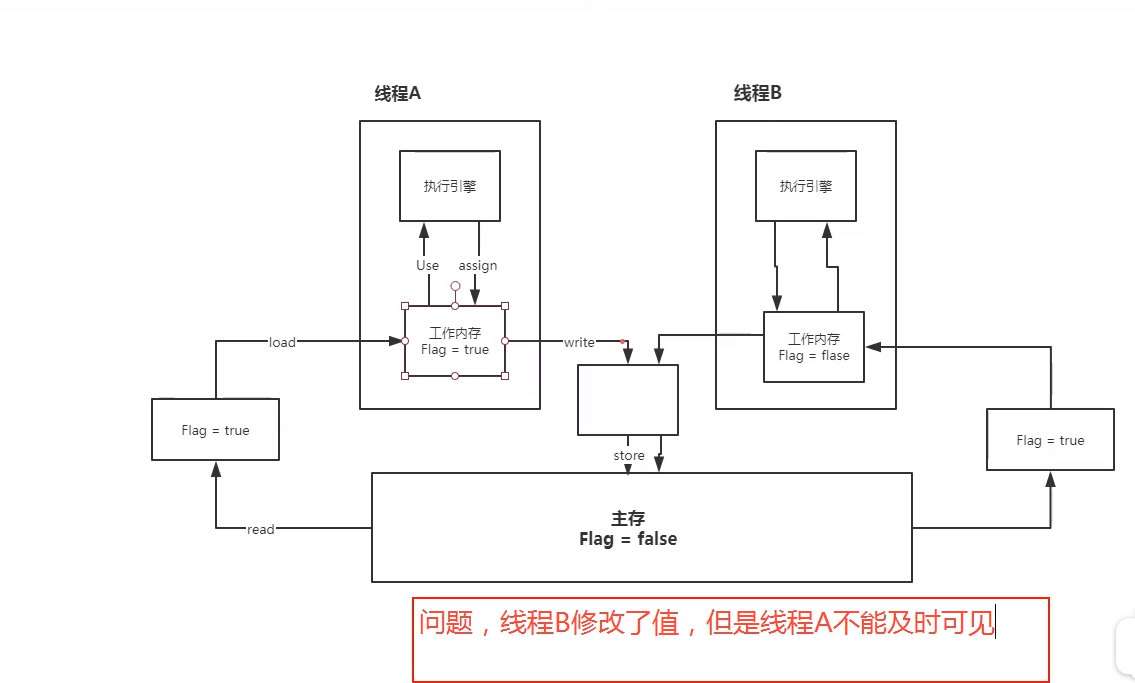 线程A
线程B
执行引擎
执行引擎
Use
assign
工作内存
Flag = true
工作内存
Flag = flase
load
write
Flag = true
Flag = true
store
read
主存
Flag = false
问题，线程B修改了值，但是线程A不能及时可见